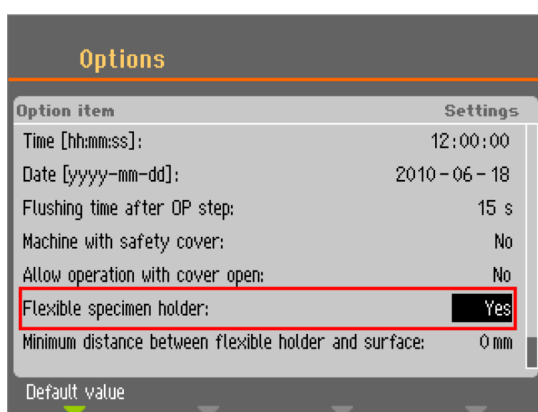 Options
Option item Settings
Time [hh:mm:ss]: 12:00:00
Date [yyyy-mm-dd]: 2010-06-18
Flushing time after OP step: 15 s
Machine with safety cover: No
Allow operation with cover open: No
Flexible specimen holder: Yes
Minimum distance between flexible holder and surface: 0 mm
Default value